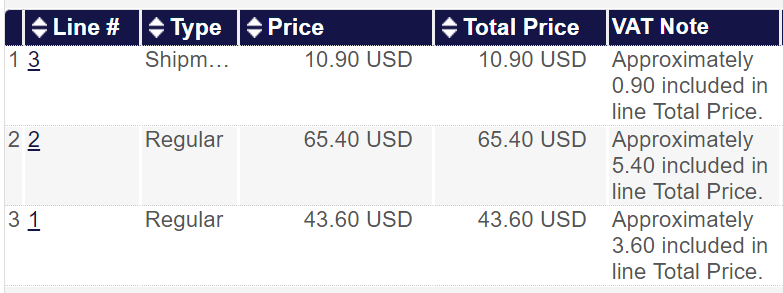 Line # Type Price Total Price VAT Note
1 3 Shipm... 10.90 USD 10.90 USD Approximately
0.90 included in
line Total Price.
2 2 Regular 65.40 USD 65.40 USD Approximately
5.40 included in
line Total Price.
3 1 Regular 43.60 USD 43.60 USD Approximately
3.60 included in
line Total Price.